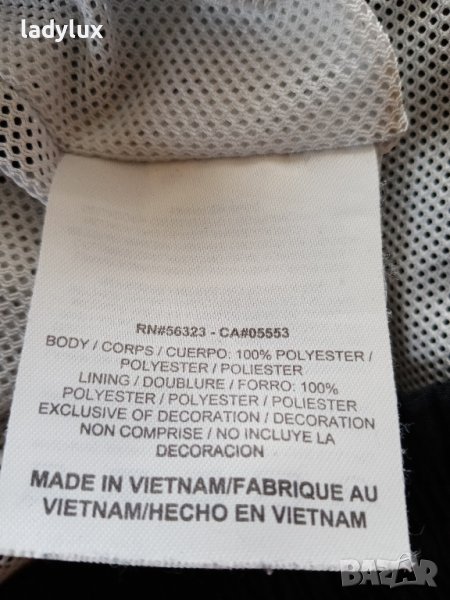 ladylux
RN#56323 - CA#05553
BODY / CORPS / CUERPO: 100% POLYESTER /
POLYESTER / POLIESTER
LINING / DOUBLURE / FORRO: 100%
POLYESTER / POLYESTER / POLIESTER
EXCLUSIVE OF DECORATION / DECORATION
NON COMPRISE / NO INCLUYE LA
DECORACION
MADE IN VIETNAM/FABRIQUE AU
VIETNAM/HECHO EN VIETNAM
BAZAR